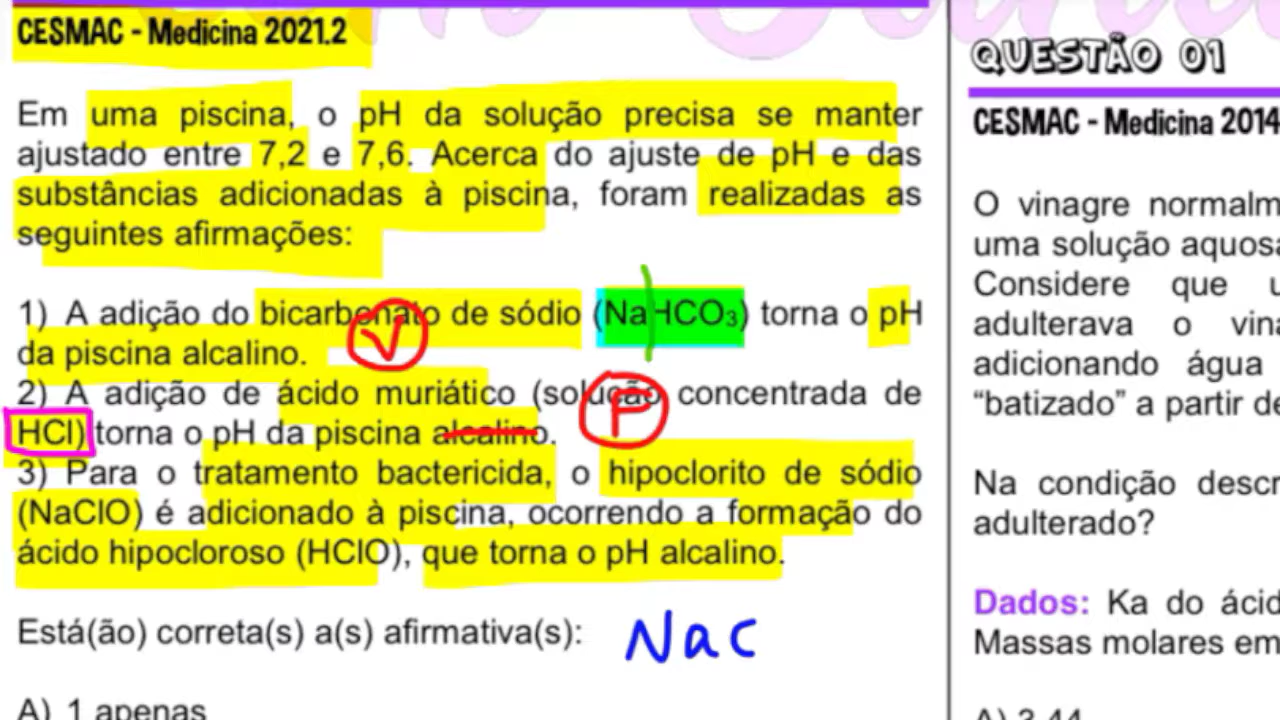 CESMAC - Medicina 2021.2
Em uma piscina, o pH da solução precisa se manter
ajustado entre 7,2 e 7,6. Acerca do ajuste de pH e das
substâncias adicionadas à piscina, foram realizadas as
seguintes afirmações:
1) A adição do bicarbonato de sódio (NaHCO₃) torna o pH
da piscina alcalino.
V
2) A adição de ácido muriático (solução concentrada de
HCl) torna o pH da piscina alcalino.
F
3) Para o tratamento bactericida, o hipoclorito de sódio
(NaClO) é adicionado à piscina, ocorrendo a formação do
ácido hipocloroso (HClO), que torna o pH alcalino.
Está(ão) correta(s) a(s) afirmativa(s):
Nac
A) 1 apenas
QUESTÃO 01
CESMAC - Medicina 2014
O vinagre normalm
uma solução aquosa
Considere que u
adulterava o vina
adicionando água
“batizado” a partir de
Na condição descr
adulterado?
Dados: Ka do ácid
Massas molares em
A) 3,44